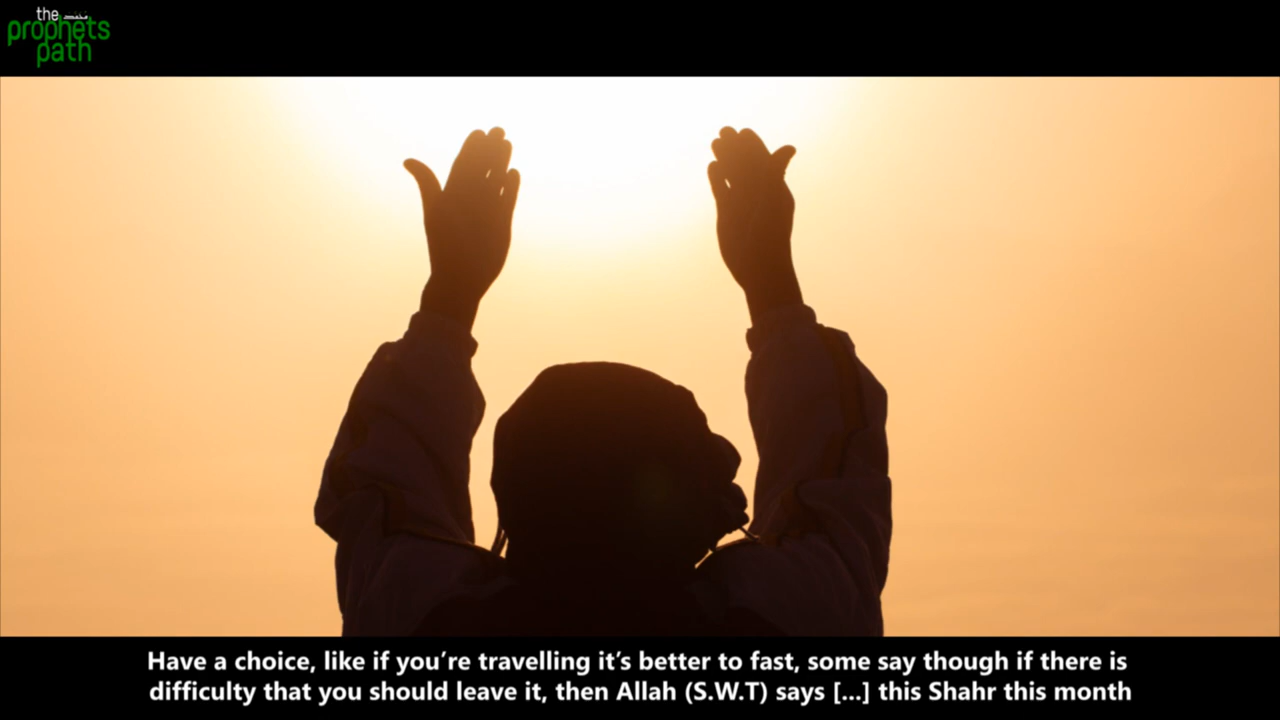 the محمد
prophets
path
Have a choice, like if you're travelling it's better to fast, some say though if there is
difficulty that you should leave it, then Allah (S.W.T) says [...] this Shahr this month